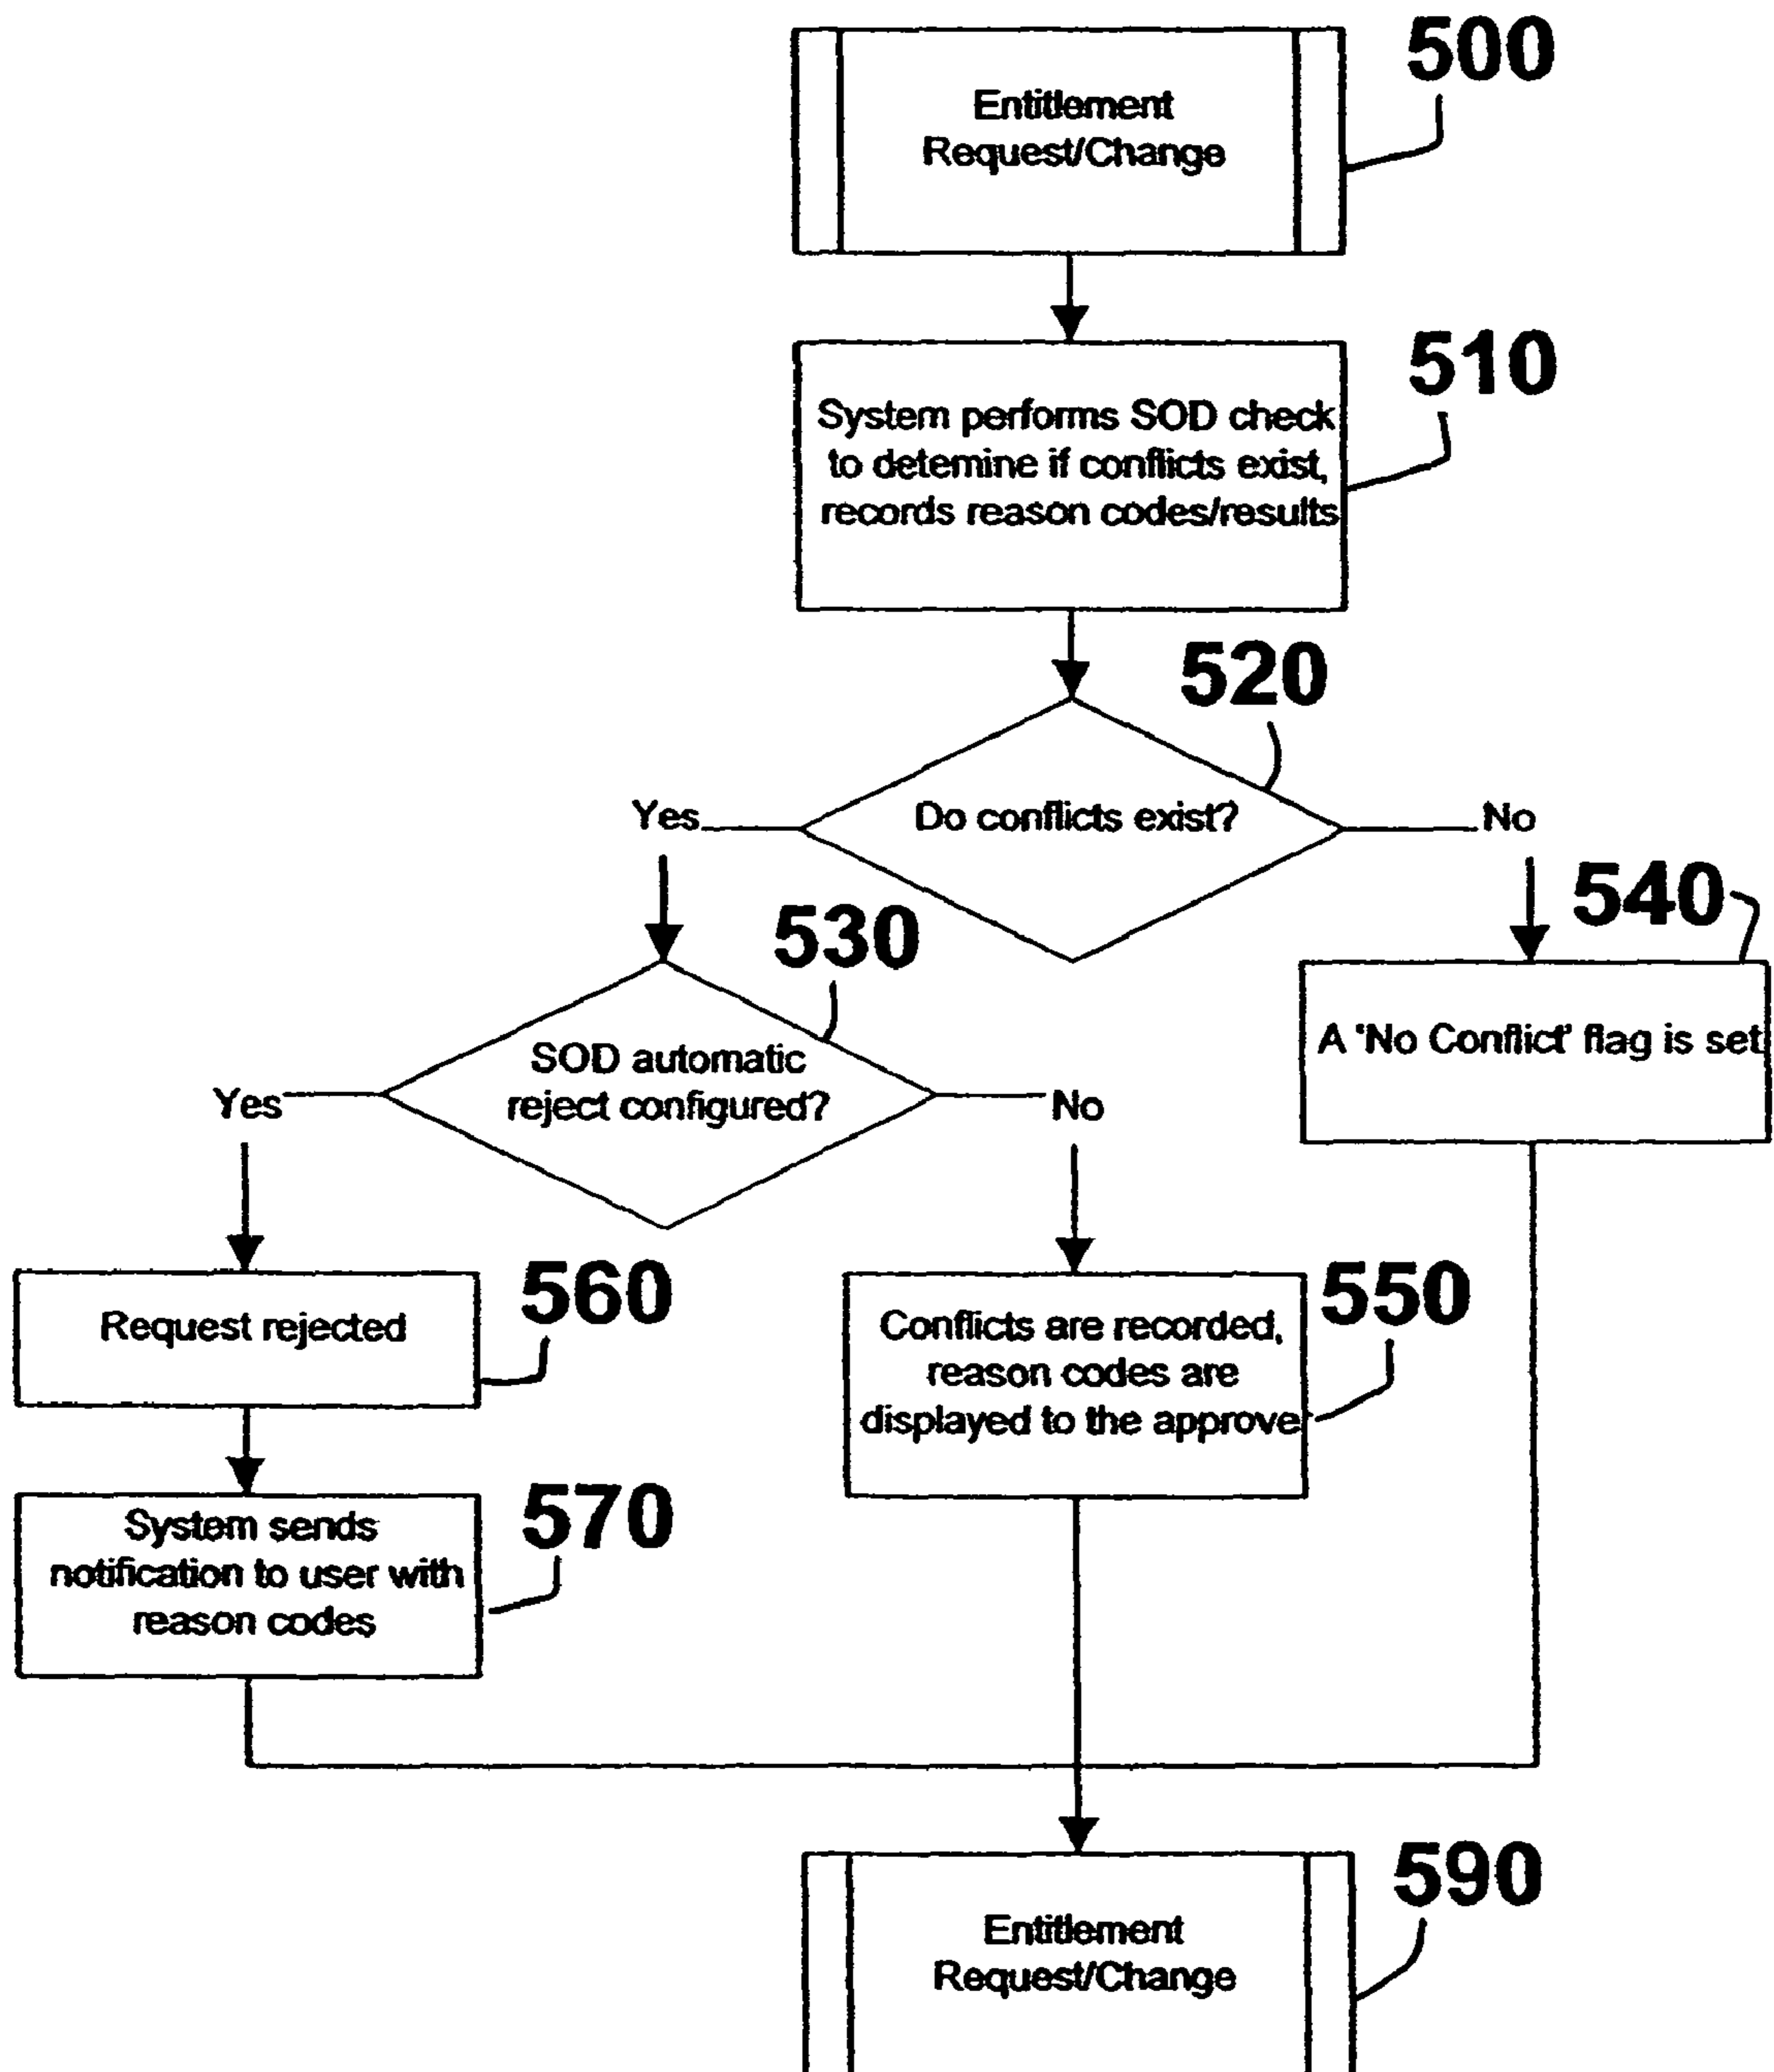 500
Entitlement
Request/Change
510
System performs SOD check
to detemine if conflicts exist,
records reason codes/results
520
Do conflicts exist?
Yes
No
540
530
A 'No Conflict' flag is set
SOD automatic
reject configured?
Yes
No
560
Request rejected
550
Conflicts are recorded,
reason codes are
displayed to the approve
570
System sends
notification to user with
reason codes
590
Entitlement
Request/Change